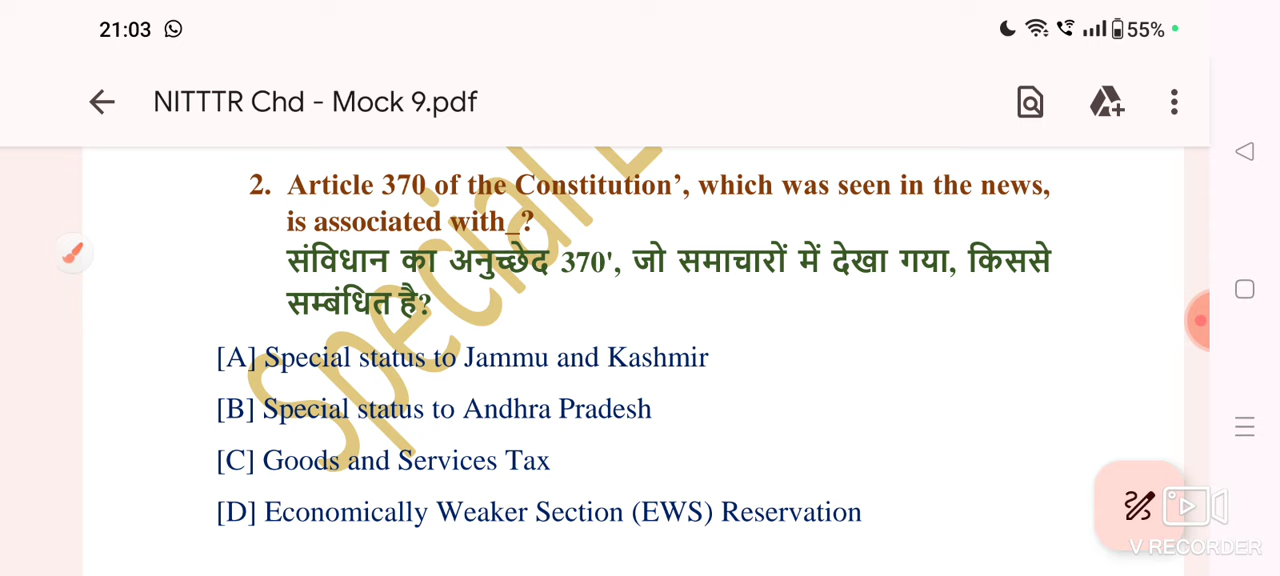 21:03
55%
NITTTR Chd - Mock 9.pdf
2. Article 370 of the Constitution’, which was seen in the news,
is associated with_?
संविधान का अनुच्छेद 370', जो समाचारों में देखा गया, किससे
सम्बंधित है?
[A] Special status to Jammu and Kashmir
[B] Special status to Andhra Pradesh
[C] Goods and Services Tax
[D] Economically Weaker Section (EWS) Reservation
V RECORDER